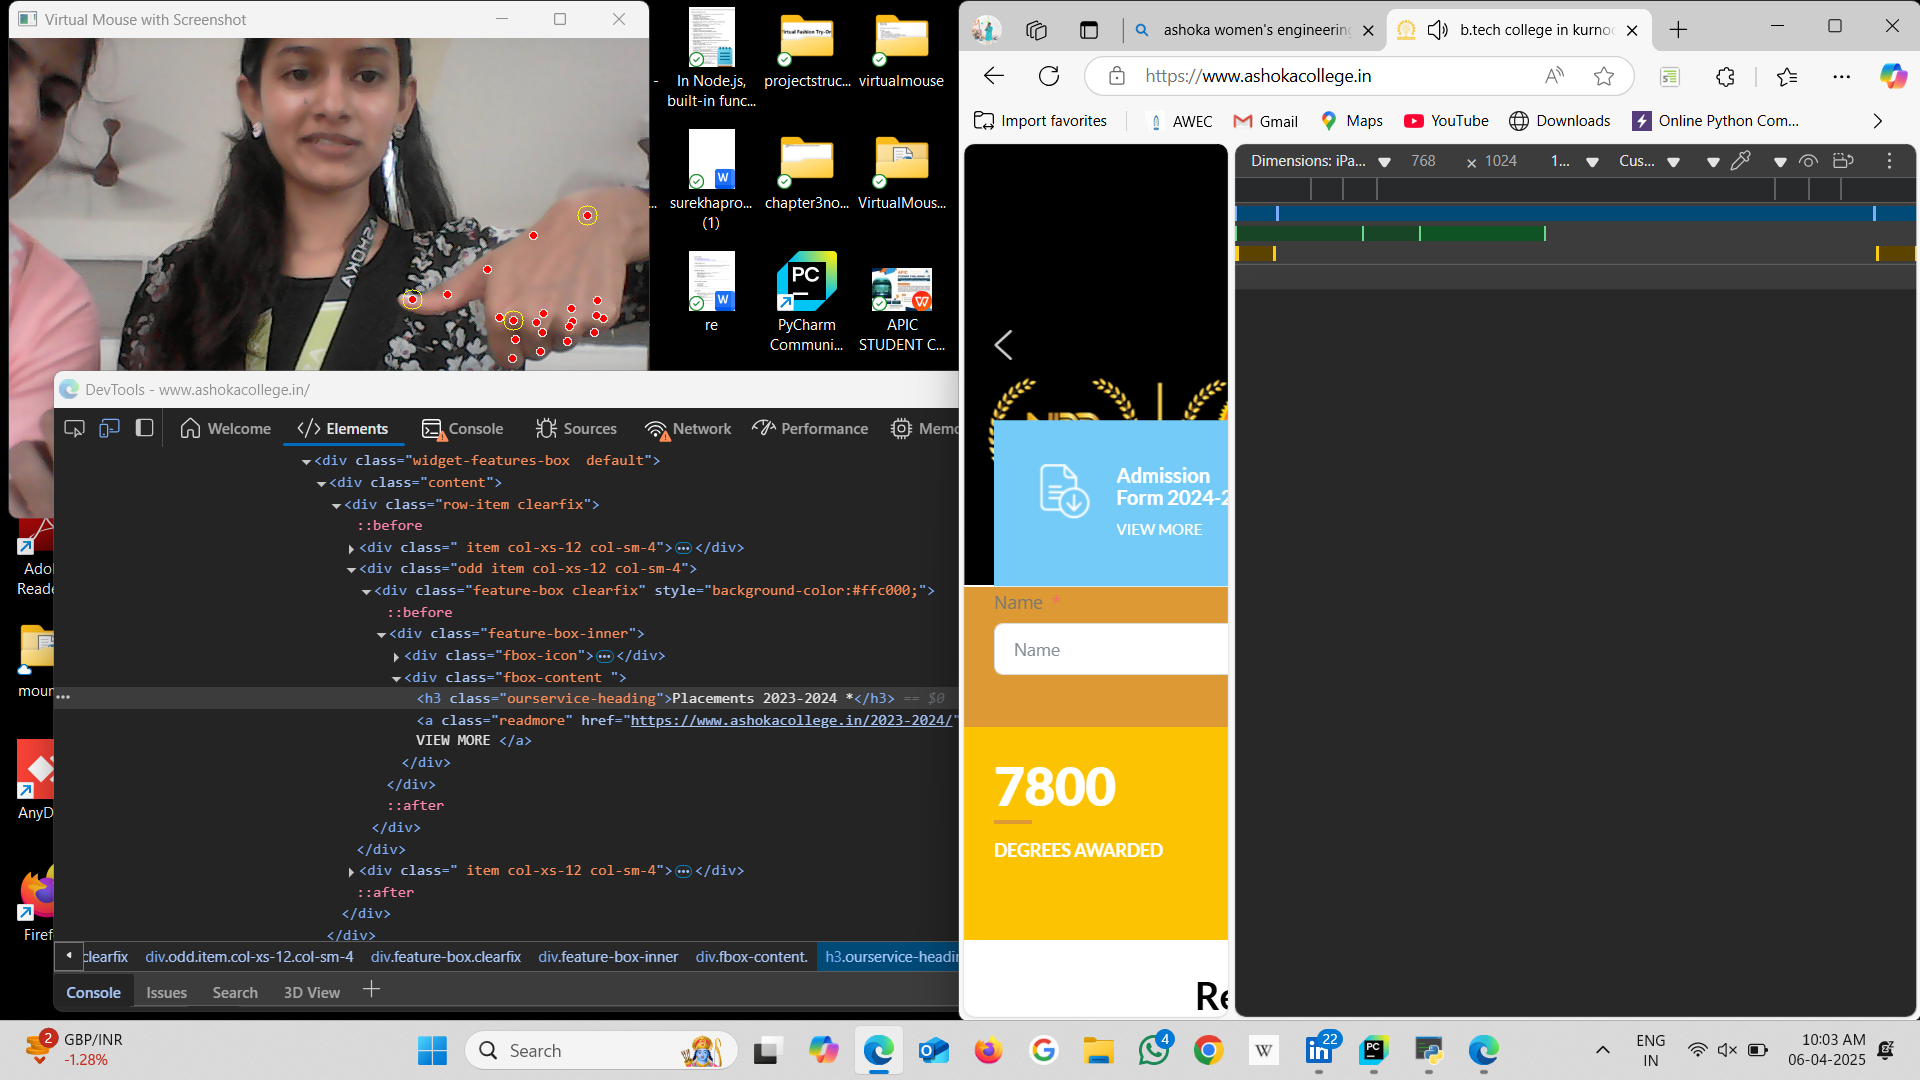 Virtual Mouse with Screenshot
ASHOKA
In Node.js,
built-in func...
projectstruc...
virtualmouse
surekhapro...
(1)
chapter3no...
VirtualMous...
re
PyCharm
Communi...
APIC
STUDENT C...
ashoka women's engineering
b.tech college in kurnoo
https://www.ashokacollege.in
Import favorites
AWEC
Gmail
Maps
YouTube
Downloads
Online Python Com...
Dimensions: iPa...
768
×
1024
1...
Cus...
DevTools - www.ashokacollege.in/
Welcome
</> Elements
Console
Sources
Network
Performance
Memo
<div class="widget-features-box  default">
<div class="content">
<div class="row-item clearfix">
::before
<div class=" item col-xs-12 col-sm-4">…</div>
<div class="odd item col-xs-12 col-sm-4">
<div class="feature-box clearfix" style="background-color:#ffc000;">
::before
<div class="feature-box-inner">
<div class="fbox-icon">…</div>
<div class="fbox-content ">
<h3 class="ourservice-heading">Placements 2023-2024 *</h3> == $0
<a class="readmore" href="https://www.ashokacollege.in/2023-2024/"
VIEW MORE </a>
</div>
</div>
::after
</div>
</div>
<div class=" item col-xs-12 col-sm-4">…</div>
::after
</div>
</div>
clearfix
div.odd.item.col-xs-12.col-sm-4
div.feature-box.clearfix
div.feature-box-inner
div.fbox-content.
h3.ourservice-headin
Console
Issues
Search
3D View
Admission
Form 2024-2
VIEW MORE
Name *
Name
7800
DEGREES AWARDED
Re
Ado
Reade
mour
AnyD
Firef
2
GBP/INR
-1.28%
Search
4
W
22
PC
ENG
IN
10:03 AM
06-04-2025